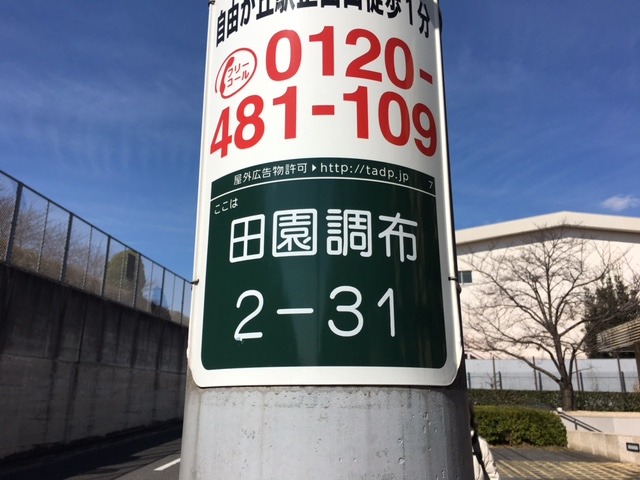 自由が丘駅正面口徒歩1分
フリーコール
0120-
481-109
屋外広告物許可▶http://tadp.jp
ここは
田園調布
2-31